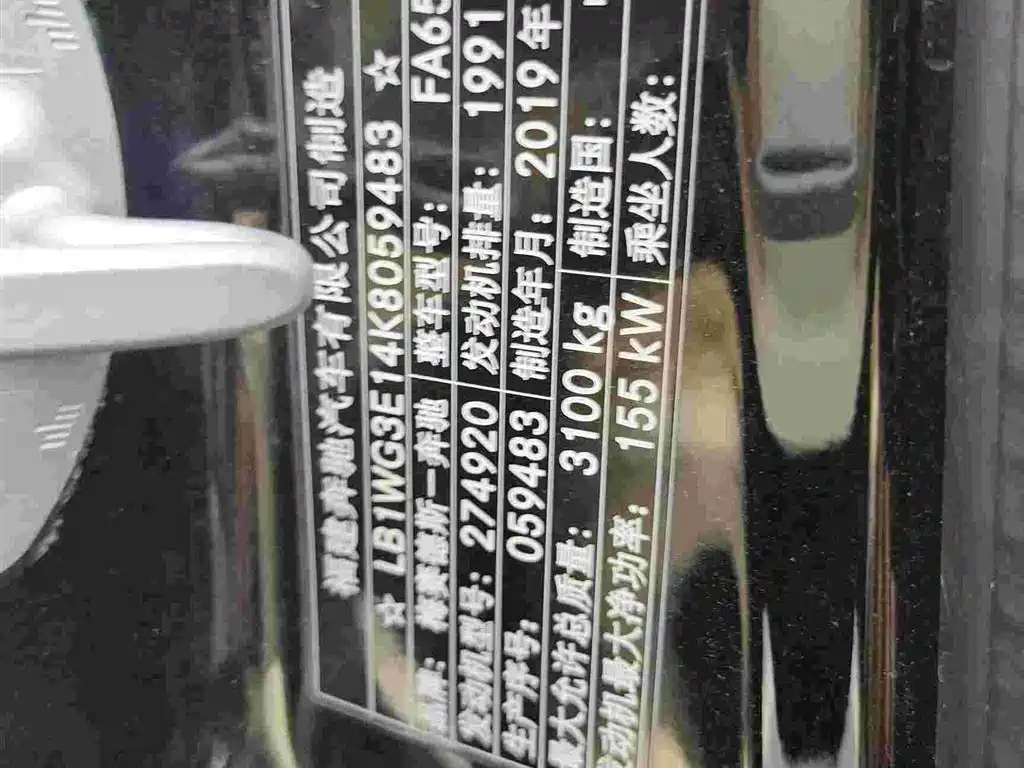 福建奔驰汽车有限公司制造
☆ LB1WG3E14K8059483 ☆
品牌: 梅赛德斯—奔驰 整车型号: FA65
发动机型号: 274920 发动机排量: 1991
生产序号: 059483 制造年月: 2019年
最大允许总质量: 3100 kg 制造国:
发动机最大净功率: 155 kW 乘坐人数: